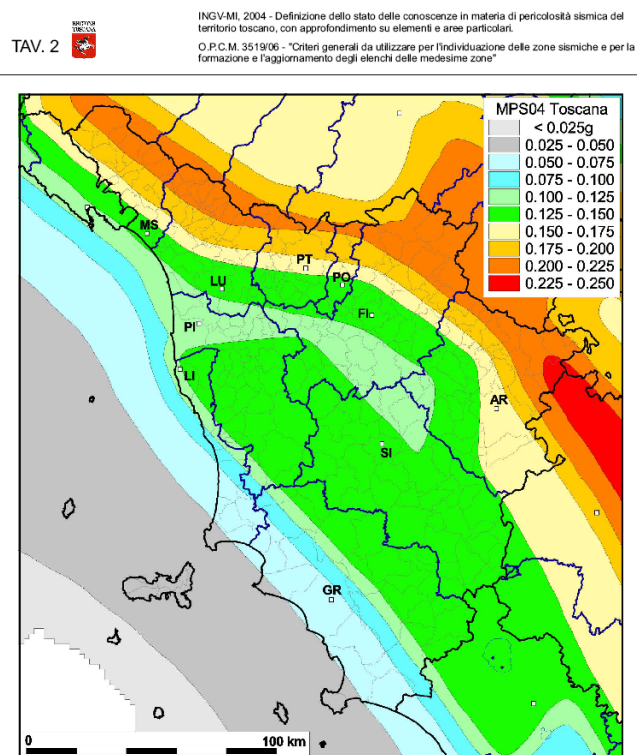 TAV. 2
REGIONE
TOSCANA
INGV-MI, 2004 - Definizione dello stato delle conoscenze in materia di pericolosità sismica del
territorio toscano, con approfondimento su elementi e aree particolari.
O.P.C.M. 3519/06 - "Criteri generali da utilizzare per l'individuazione delle zone sismiche e per la
formazione e l'aggiornamento degli elenchi delle medesime zone"
MPS04 Toscana
< 0.025g
0.025 - 0.050
0.050 - 0.075
0.075 - 0.100
0.100 - 0.125
0.125 - 0.150
0.150 - 0.175
0.175 - 0.200
0.200 - 0.225
0.225 - 0.250
MS
PT
PO
LU
FI
PI
LI
AR
SI
GR
0
100 km